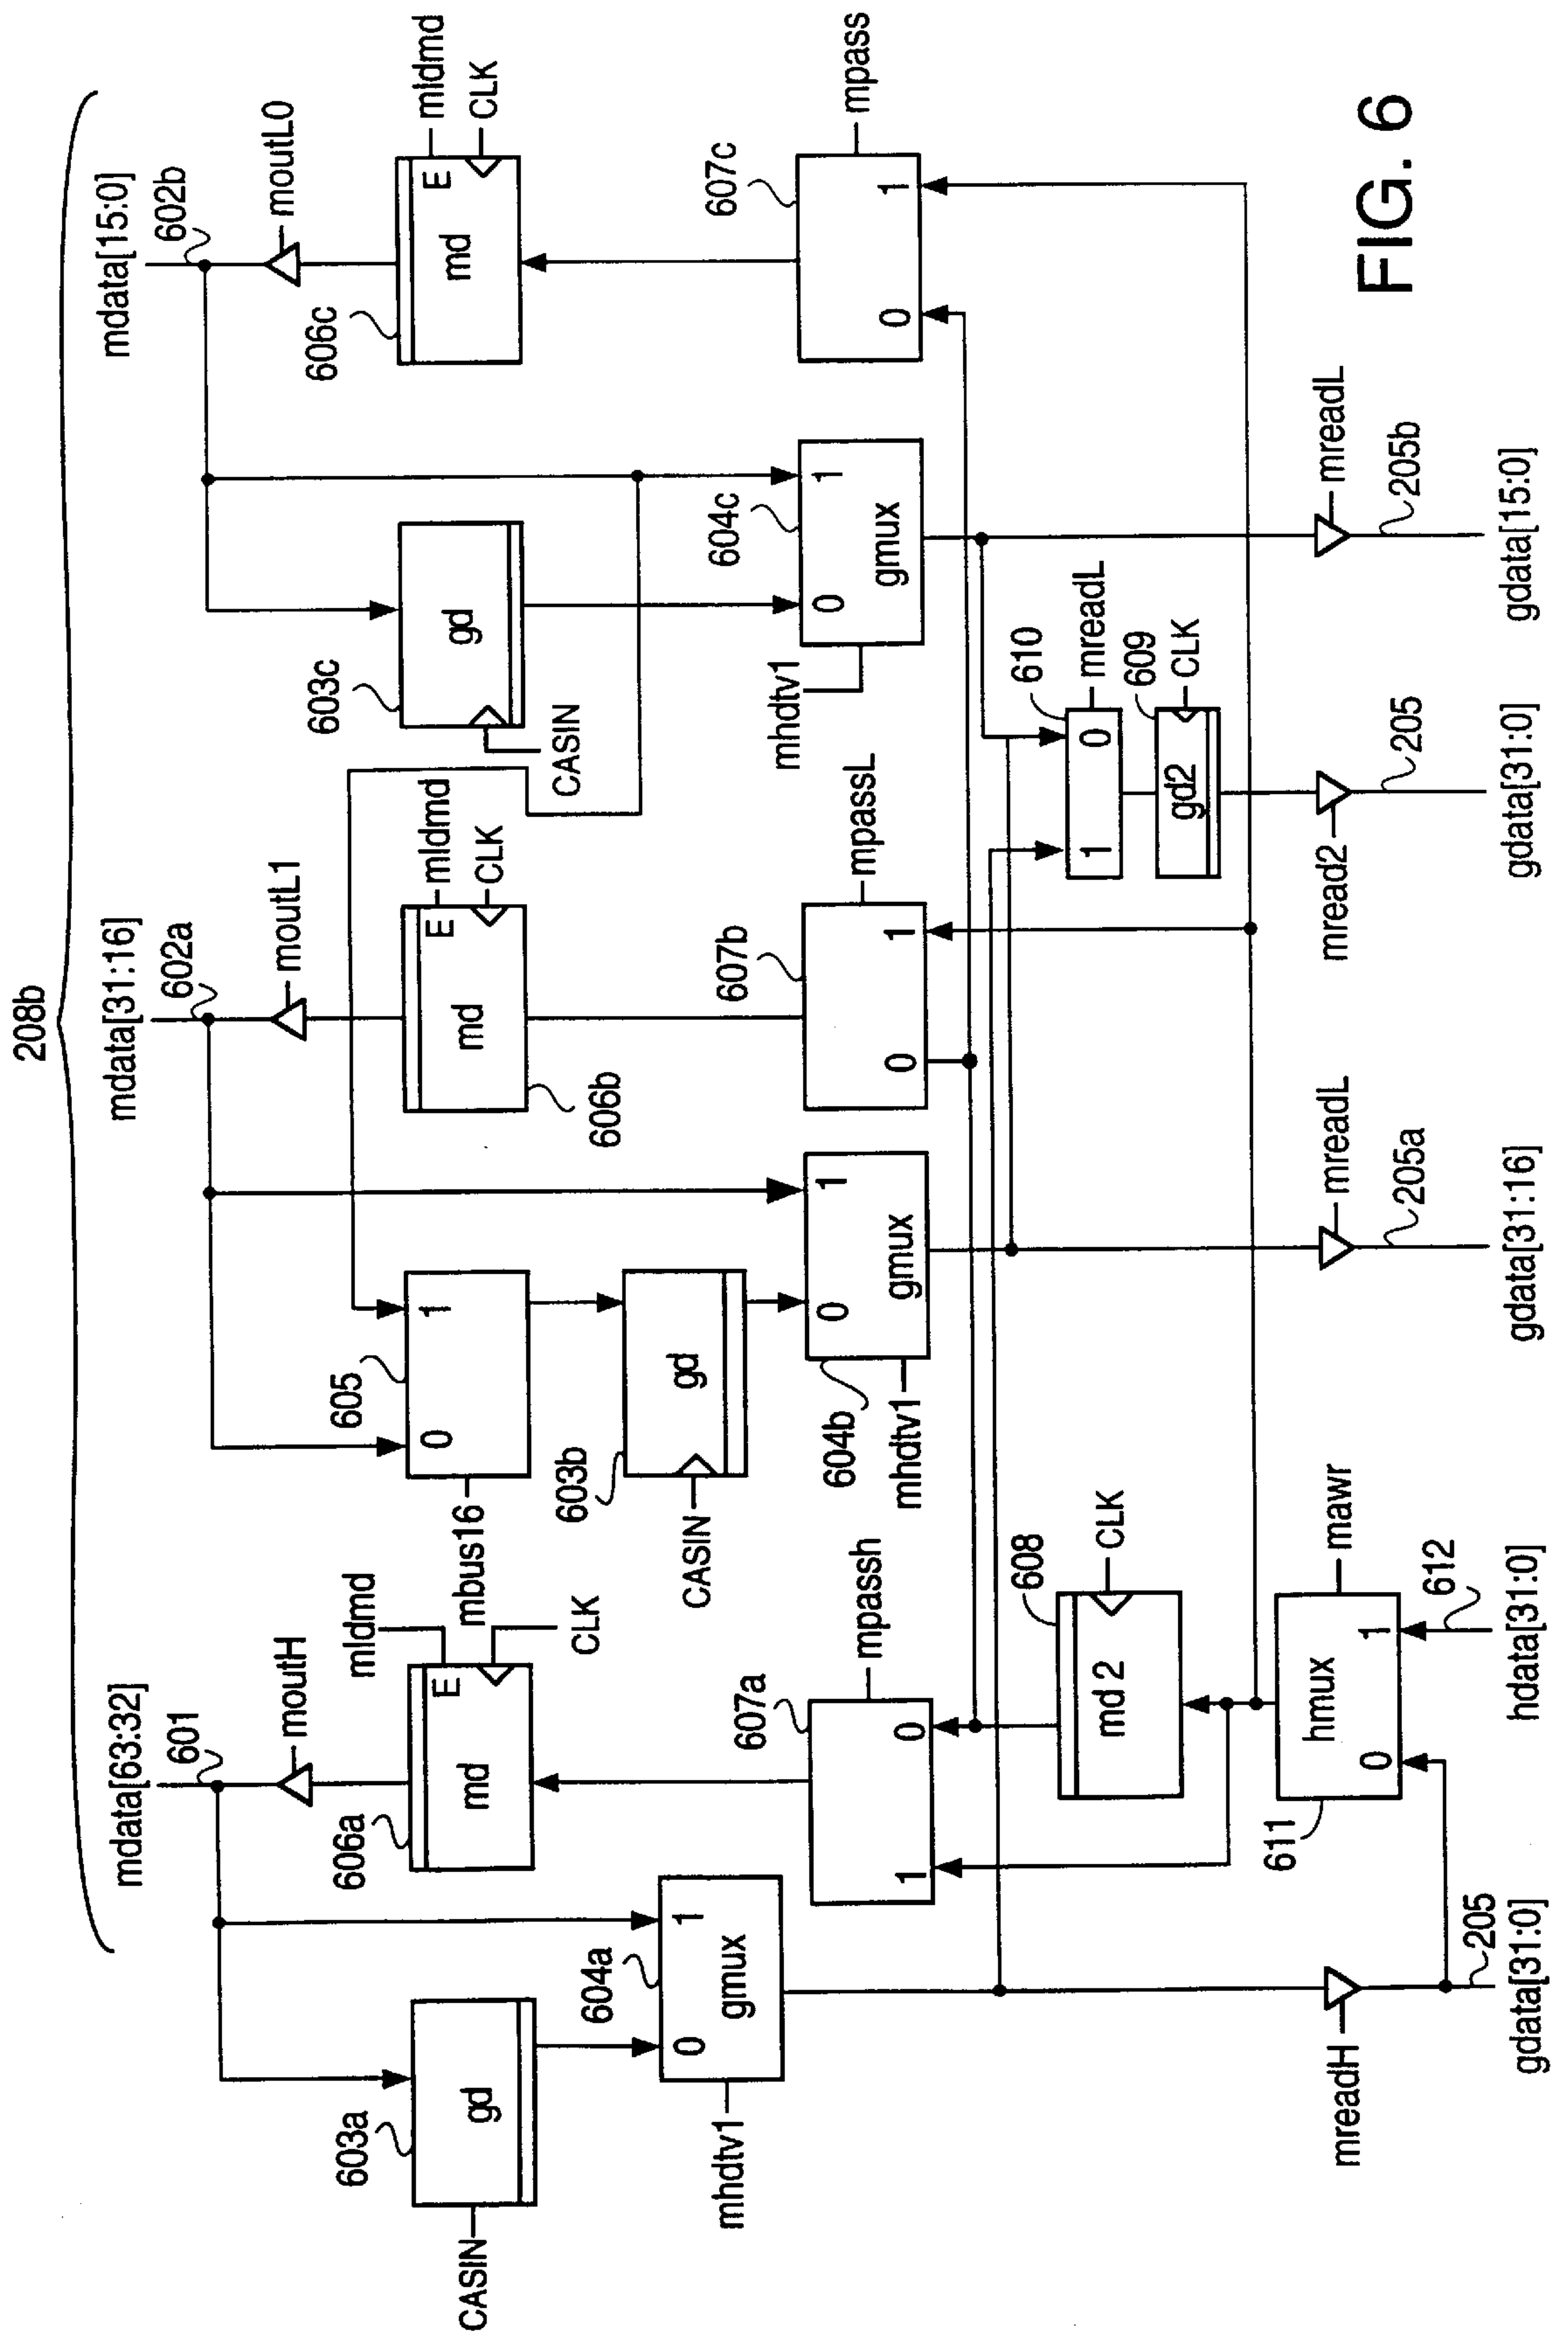 208b
mdata[63:32]
601
moutH
mldmd
CLK
E
md
606a
603a
gd
CASIN
604a
0
1
gmux
mhdtv1
607a
1
0
mpassh
608
md 2
CLK
hmux
0
1
mawr
611
612
hdata[31:0]
mreadH
205
gdata[31:0]
mdata[31:16]
602a
moutL1
mldmd
CLK
E
md
606b
605
0
1
mbus16
603b
gd
CASIN
604b
0
1
gmux
mhdtv1
607b
0
1
mpassL
mreadL
205a
gdata[31:16]
mdata[15:0]
602b
moutL0
mldmd
CLK
E
md
606c
603c
gd
CASIN
604c
0
1
gmux
mhdtv1
607c
0
1
mpass
610
1
0
mreadL
609
gd2
CLK
mread2
205
gdata[31:0]
mreadL
205b
gdata[15:0]
FIG. 6